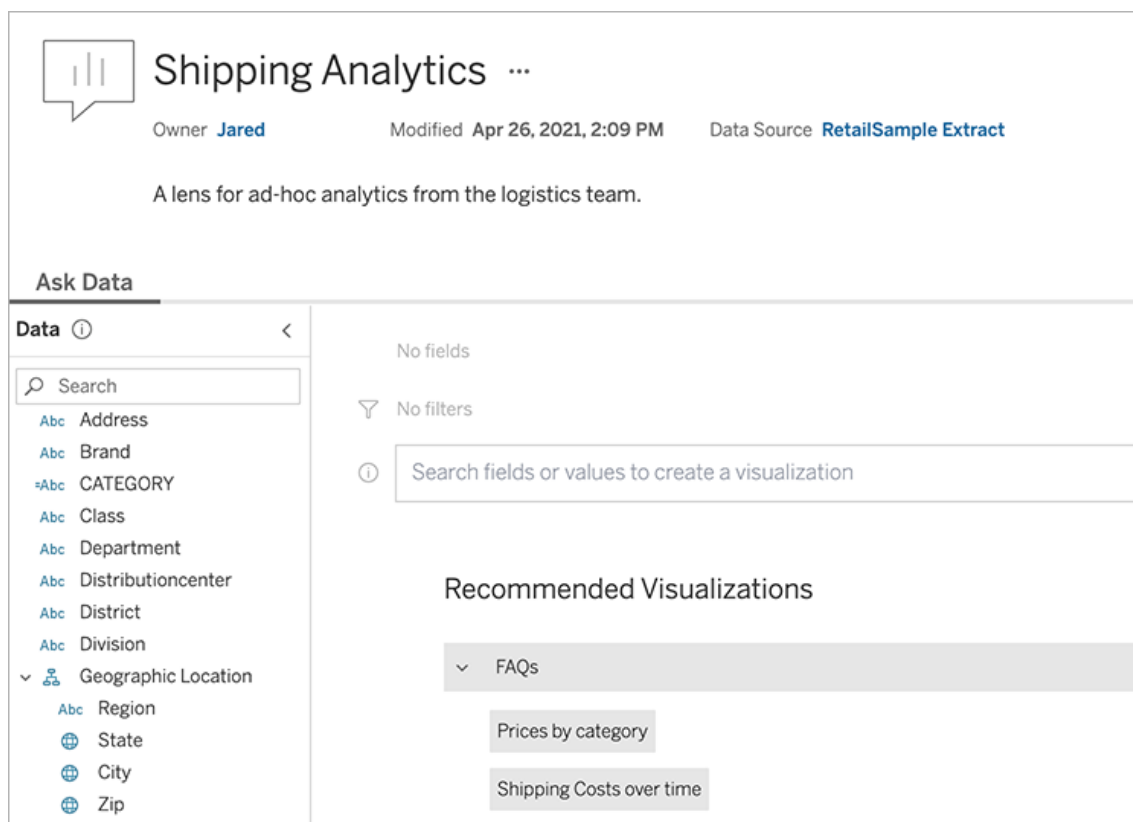 Shipping Analytics ...
Owner Jared Modified Apr 26, 2021, 2:09 PM Data Source RetailSample Extract
A lens for ad-hoc analytics from the logistics team.
Ask Data
Data
Search
Abc Address
Abc Brand
=Abc CATEGORY
Abc Class
Abc Department
Abc Distributioncenter
Abc District
Abc Division
Geographic Location
Abc Region
State
City
Zip
No fields
No filters
Search fields or values to create a visualization
Recommended Visualizations
FAQs
Prices by category
Shipping Costs over time